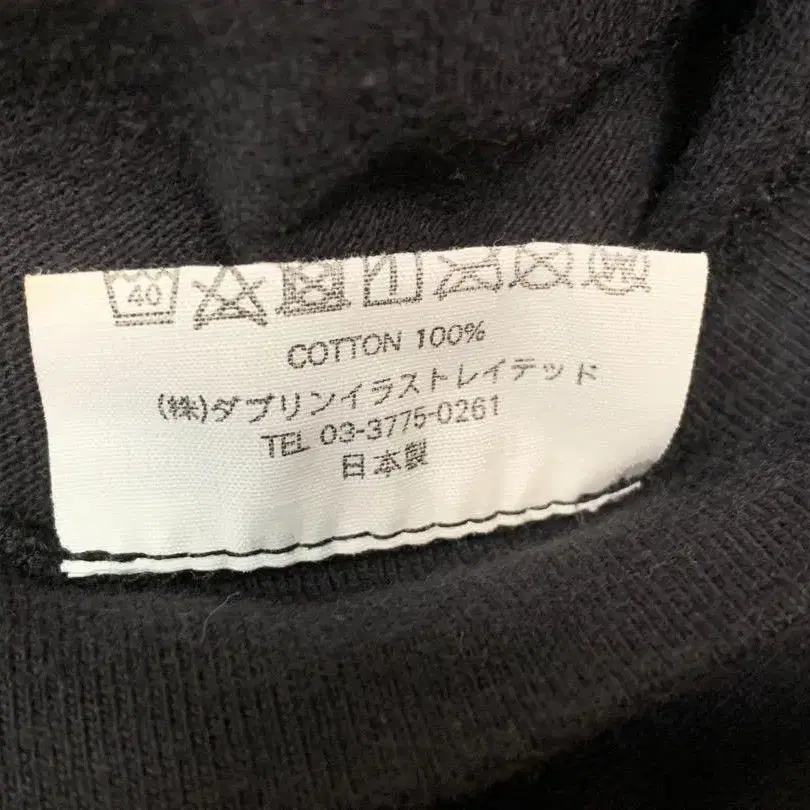 40
COTTON 100%
(株)ダブリンイラストレイテッド
TEL 03-3775-0261
日本製